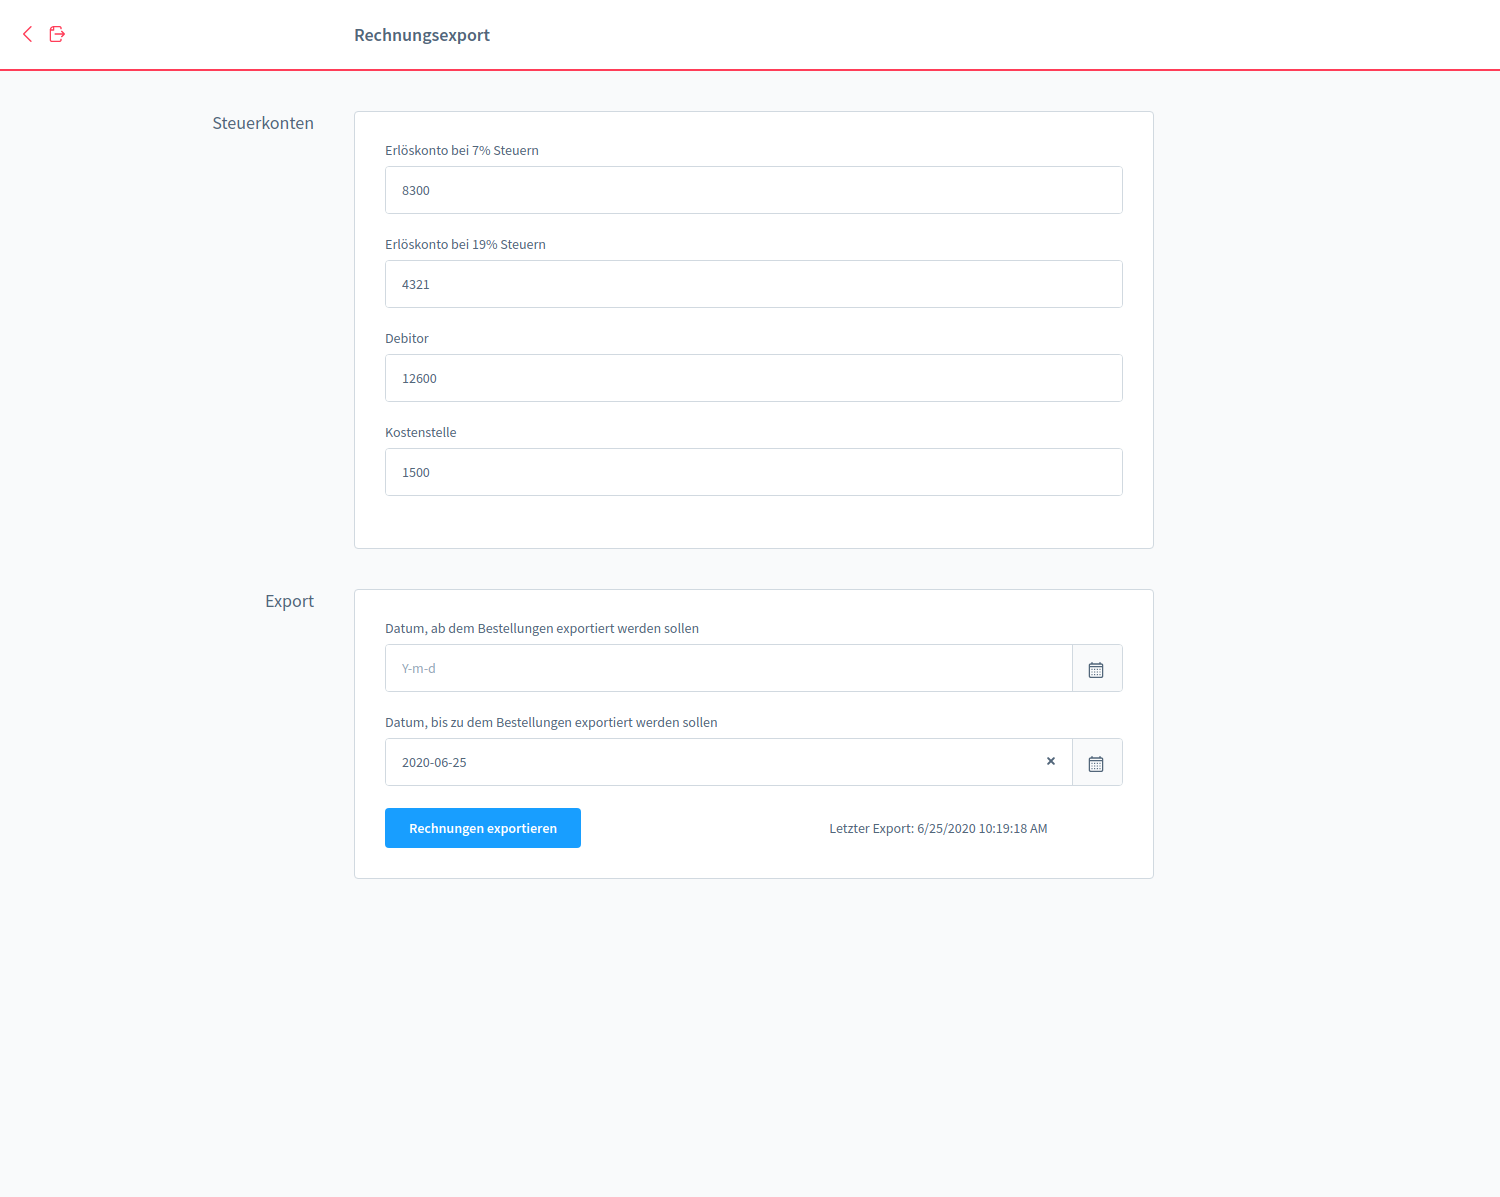 Rechnungsexport
Steuerkonten
Erlöskonto bei 7% Steuern
8300
Erlöskonto bei 19% Steuern
4321
Debitor
12600
Kostenstelle
1500
Export
Datum, ab dem Bestellungen exportiert werden sollen
Y-m-d
Datum, bis zu dem Bestellungen exportiert werden sollen
2020-06-25
Rechnungen exportieren
Letzter Export: 6/25/2020 10:19:18 AM